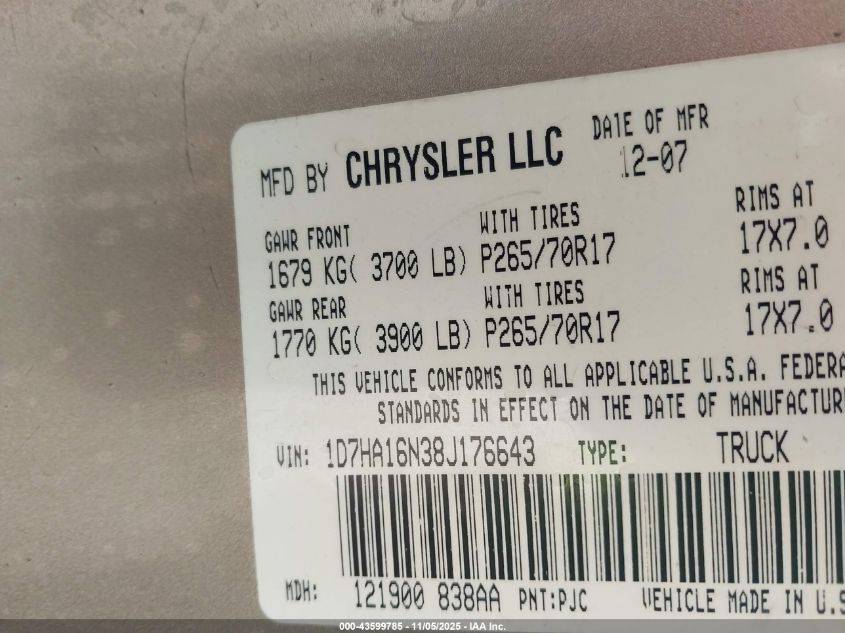 MFD BY CHRYSLER LLC DATE OF MFR
12-07
GAWR FRONT WITH TIRES RIMS AT
1679 KG( 3700 LB) P265/70R17 17X7.0
GAWR REAR WITH TIRES RIMS AT
1770 KG( 3900 LB) P265/70R17 17X7.0
THIS VEHICLE CONFORMS TO ALL APPLICABLE U.S.A. FEDERA
STANDARDS IN EFFECT ON THE DATE OF MANUFACTUR
VIN: 1D7HA16N38J176643 TYPE: TRUCK
MDH: 121900 838AA PNT:PJC VEHICLE MADE IN U.S
000-43599785 - 11/05/2025 - IAA Inc.